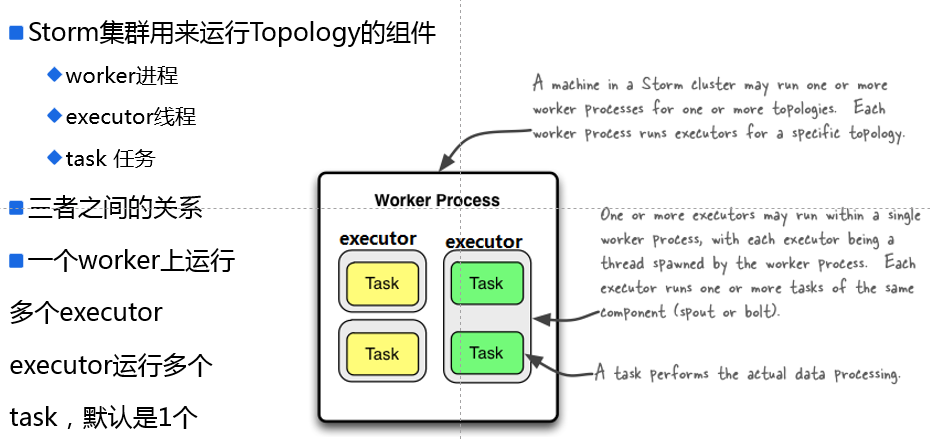 Storm集群用来运行Topology的组件
worker进程
executor线程
task 任务
三者之间的关系
一个worker上运行
多个executor
executor运行多个
task，默认是1个
A machine in a Storm cluster may run one or more
worker processes for one or more topologies. Each
worker process runs executors for a specific topology.
Worker Process
executor
executor
Task
Task
Task
Task
One or more executors may run within a single
worker process, with each executor being a
thread spawned by the worker process. Each
executor runs one or more tasks of the same
component (spout or bolt).
A task performs the actual data processing.